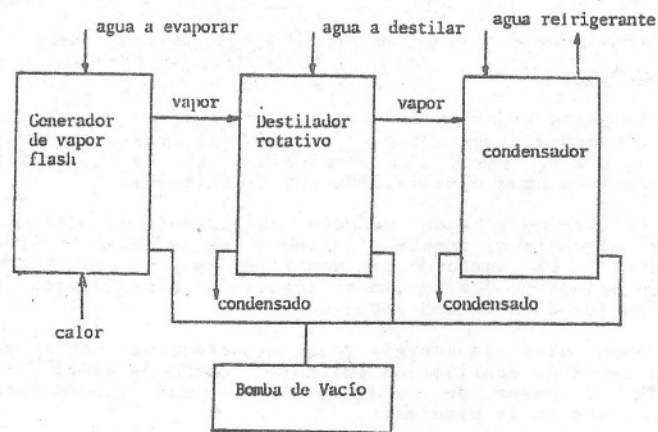 agua a evaporar
agua a destilar
agua refrigerante
Generador
de vapor
flash
vapor
Destilador
rotativo
vapor
condensador
condensado
condensado
calor
Bomba de Vacío